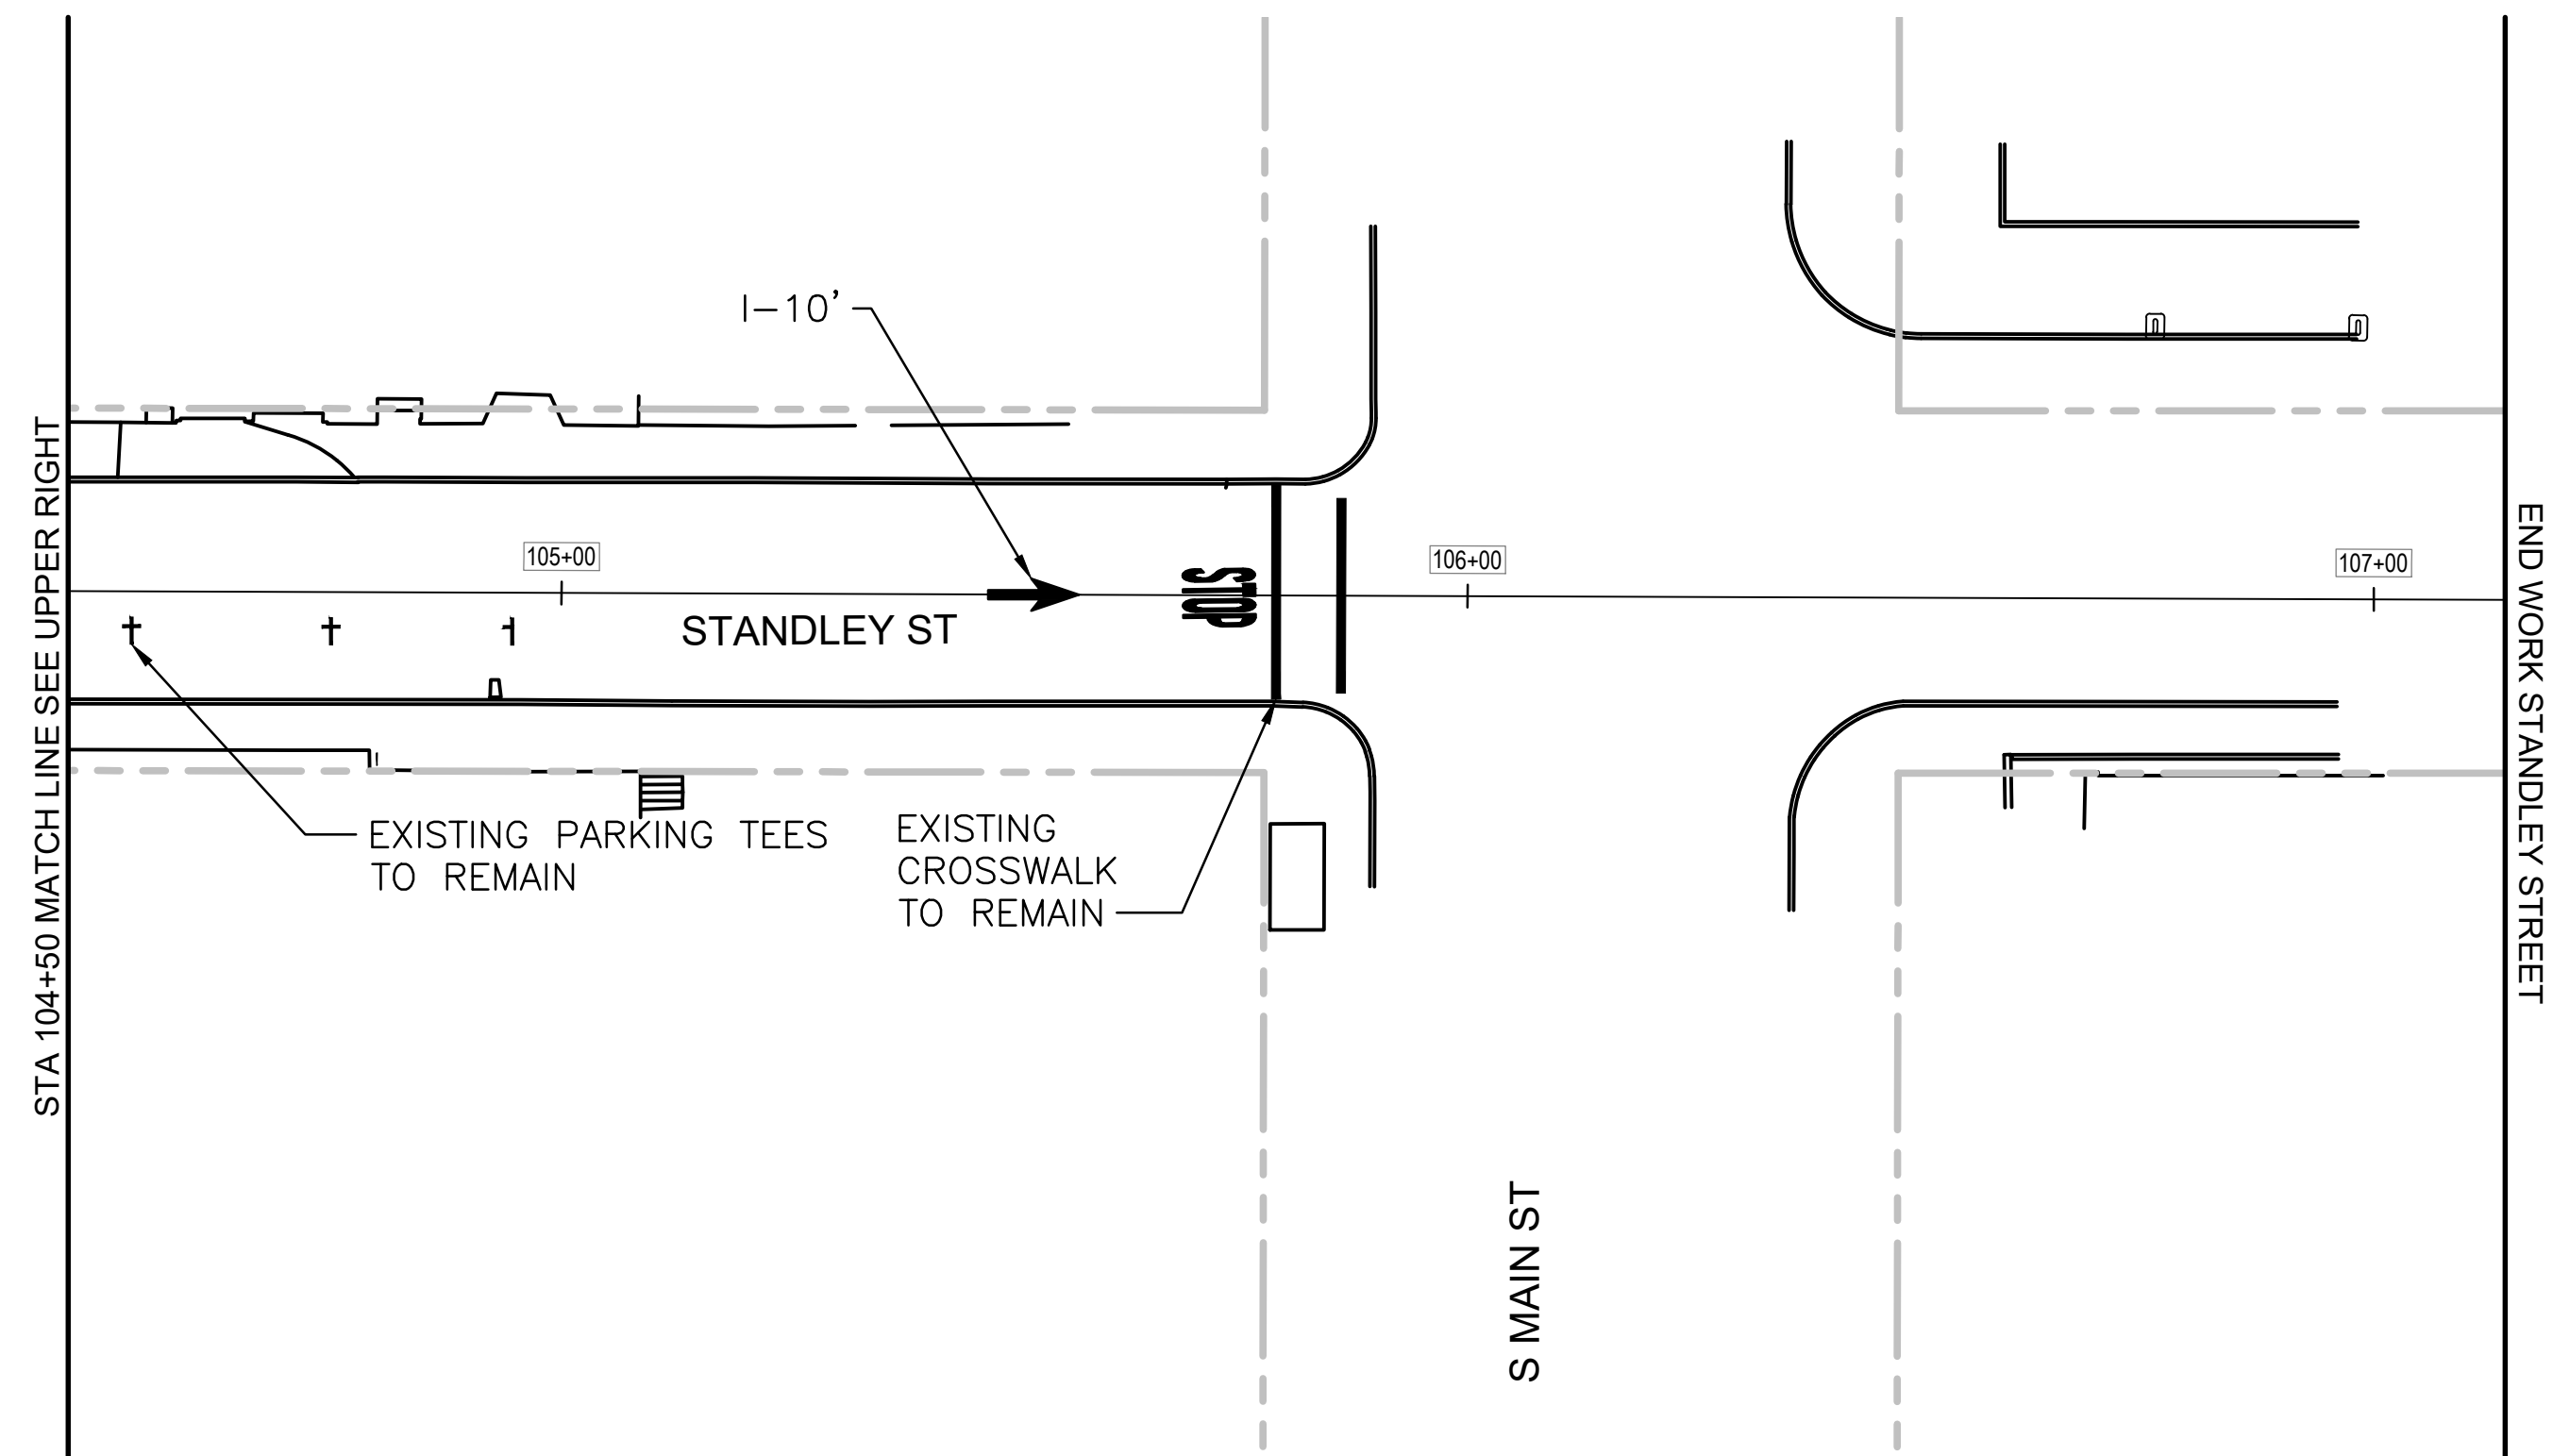 I-10'
105+00
106+00
107+00
STOP
STANDLEY ST
STA 104+50 MATCH LINE SEE UPPER RIGHT
END WORK STANDLEY STREET
EXISTING PARKING TEES
TO REMAIN
EXISTING
CROSSWALK
TO REMAIN
S MAIN ST